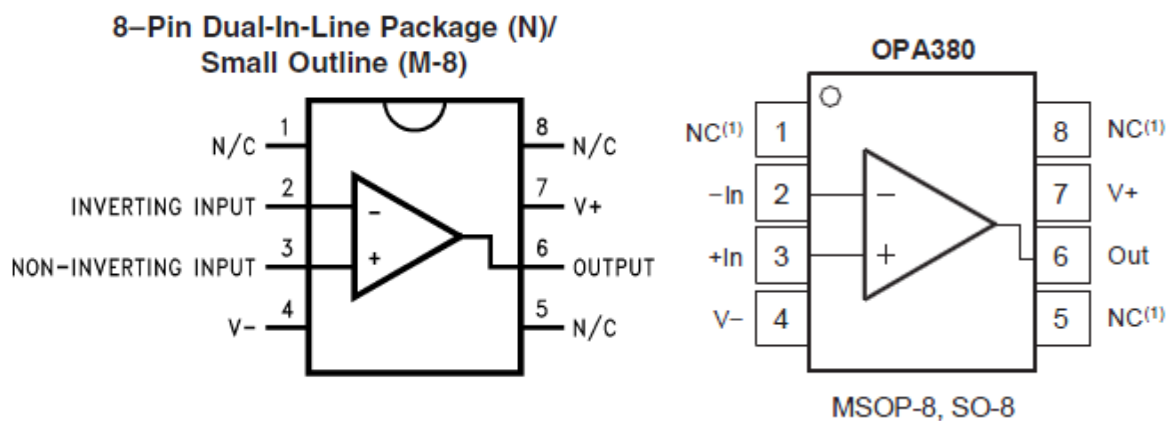 8–Pin Dual-In-Line Package (N)/
Small Outline (M-8)
N/C 1
INVERTING INPUT 2
NON-INVERTING INPUT 3
V- 4
8 N/C
7 V+
6 OUTPUT
5 N/C
-
+
OPA380
NC(1) 1
−In 2
+In 3
V− 4
8 NC(1)
7 V+
6 Out
5 NC(1)
−
+
MSOP-8, SO-8